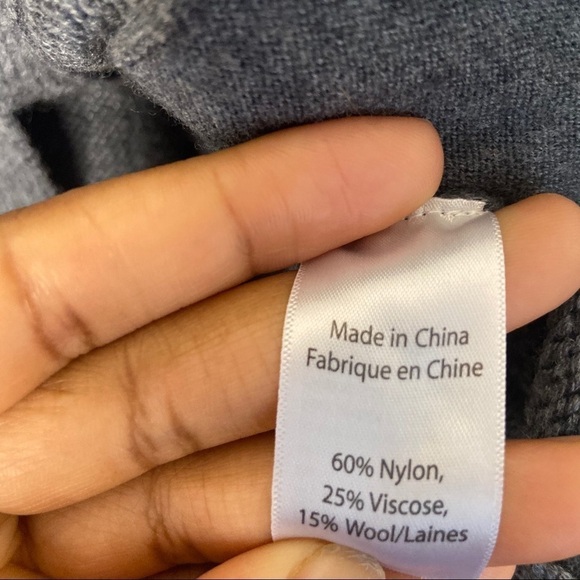 Made in China
Fabrique en Chine
60% Nylon,
25% Viscose,
15% Wool/Laines